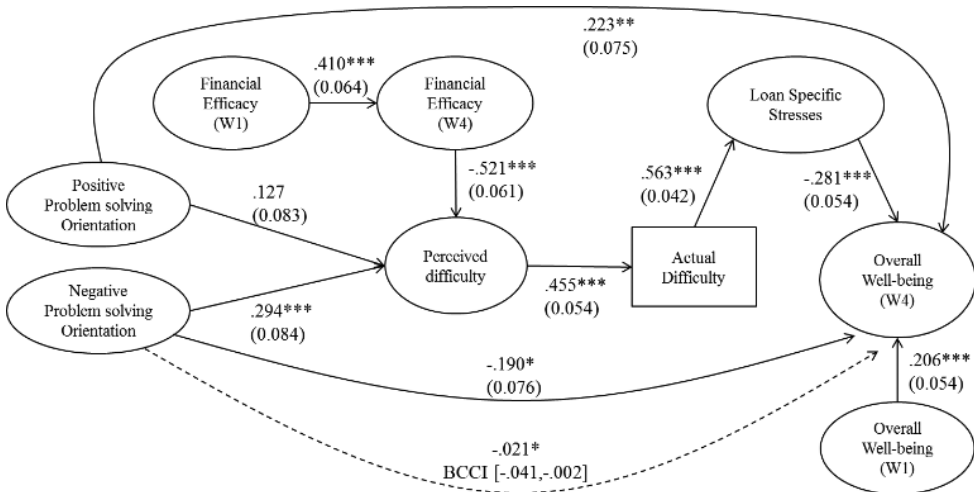 .223**
(0.075)
.410***
(0.064)
Financial
Efficacy
(W1)
Financial
Efficacy
(W4)
Loan Specific
Stresses
-.521***
(0.061)
.563***
(0.042)
-.281***
(0.054)
Positive
Problem solving
Orientation
.127
(0.083)
Perceived
difficulty
Actual
Difficulty
Overall
Well-being
(W4)
.455***
(0.054)
Negative
Problem solving
Orientation
.294***
(0.084)
-.190*
(0.076)
.206***
(0.054)
Overall
Well-being
(W1)
-.021*
BCCI [-.041,-.002]